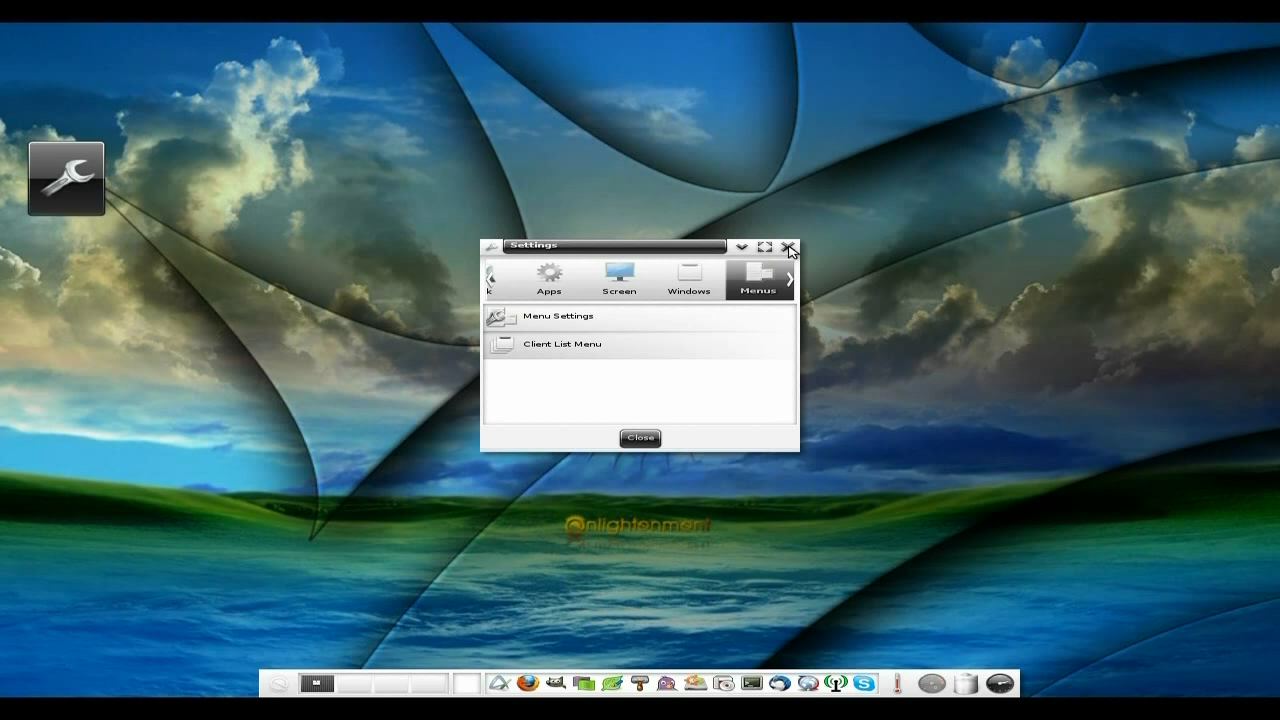 Settings
k Apps Screen Windows Menus
Menu Settings
Client List Menu
Close
enlightenment